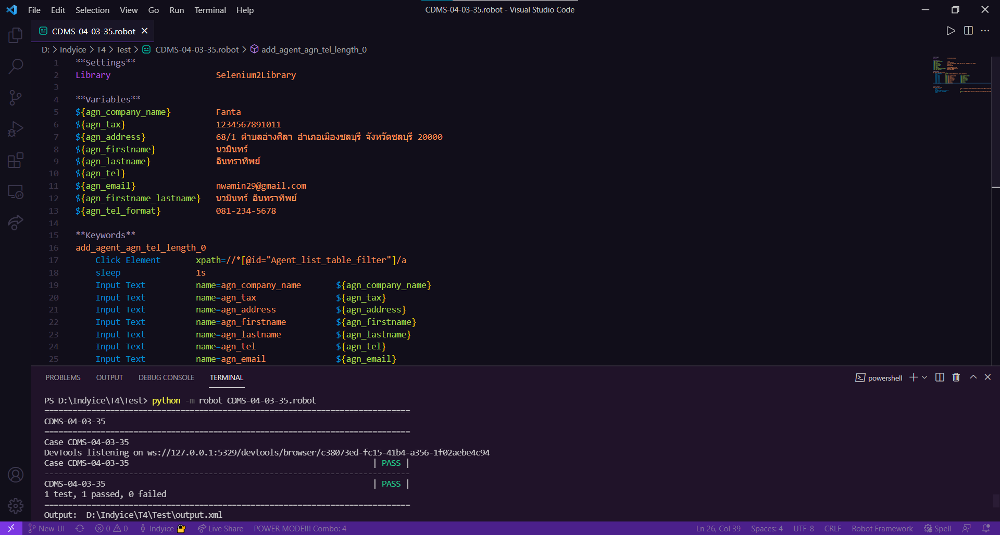 File Edit Selection View Go Run Terminal Help
CDMS-04-03-35.robot - Visual Studio Code
CDMS-04-03-35.robot
D: > Indyice > T4 > Test > CDMS-04-03-35.robot > add_agent_agn_tel_length_0
1 **Settings**
2 Library Selenium2Library
3
4 **Variables**
5 ${agn_company_name} Fanta
6 ${agn_tax} 1234567891011
7 ${agn_address} 68/1 ตำบลอ่างศิลา อำเภอเมืองชลบุรี จังหวัดชลบุรี 20000
8 ${agn_firstname} นวมินทร์
9 ${agn_lastname} อินทราทิพย์
10 ${agn_tel}
11 ${agn_email} nwamin29@gmail.com
12 ${agn_firstname_lastname} นวมินทร์ อินทราทิพย์
13 ${agn_tel_format} 081-234-5678
14
15 **Keywords**
16 add_agent_agn_tel_length_0
17 Click Element xpath=//*[@id="Agent_list_table_filter"]/a
18 sleep 1s
19 Input Text name=agn_company_name ${agn_company_name}
20 Input Text name=agn_tax ${agn_tax}
21 Input Text name=agn_address ${agn_address}
22 Input Text name=agn_firstname ${agn_firstname}
23 Input Text name=agn_lastname ${agn_lastname}
24 Input Text name=agn_tel ${agn_tel}
25 Input Text name=agn_email ${agn_email}
PROBLEMS OUTPUT DEBUG CONSOLE TERMINAL powershell
PS D:\Indyice\T4\Test> python -m robot CDMS-04-03-35.robot
==============================================================================
CDMS-04-03-35
==============================================================================
Case CDMS-04-03-35
DevTools listening on ws://127.0.0.1:5329/devtools/browser/c38073ed-fc15-41b4-a356-1f02aebe4c94
Case CDMS-04-03-35 | PASS |
------------------------------------------------------------------------------
CDMS-04-03-35 | PASS |
1 test, 1 passed, 0 failed
==============================================================================
Output: D:\Indyice\T4\Test\output.xml
New-UI 0 0 Indyice Live Share POWER MODE!!! Combo: 4 Ln 26, Col 39 Spaces: 4 UTF-8 CRLF Robot Framework Spell